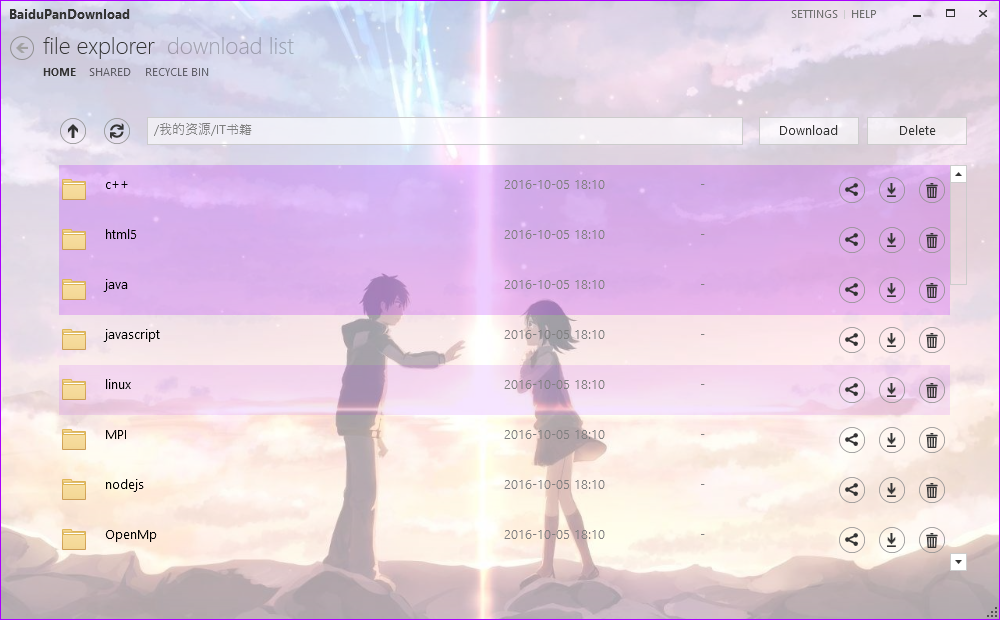 BaiduPanDownload SETTINGS HELP
file explorer download list
HOME SHARED RECYCLE BIN
/我的资源/IT书籍 Download Delete
c++ 2016-10-05 18:10 -
html5 2016-10-05 18:10 -
java 2016-10-05 18:10 -
javascript 2016-10-05 18:10 -
linux 2016-10-05 18:10 -
MPI 2016-10-05 18:10 -
nodejs 2016-10-05 18:10 -
OpenMp 2016-10-05 18:10 -